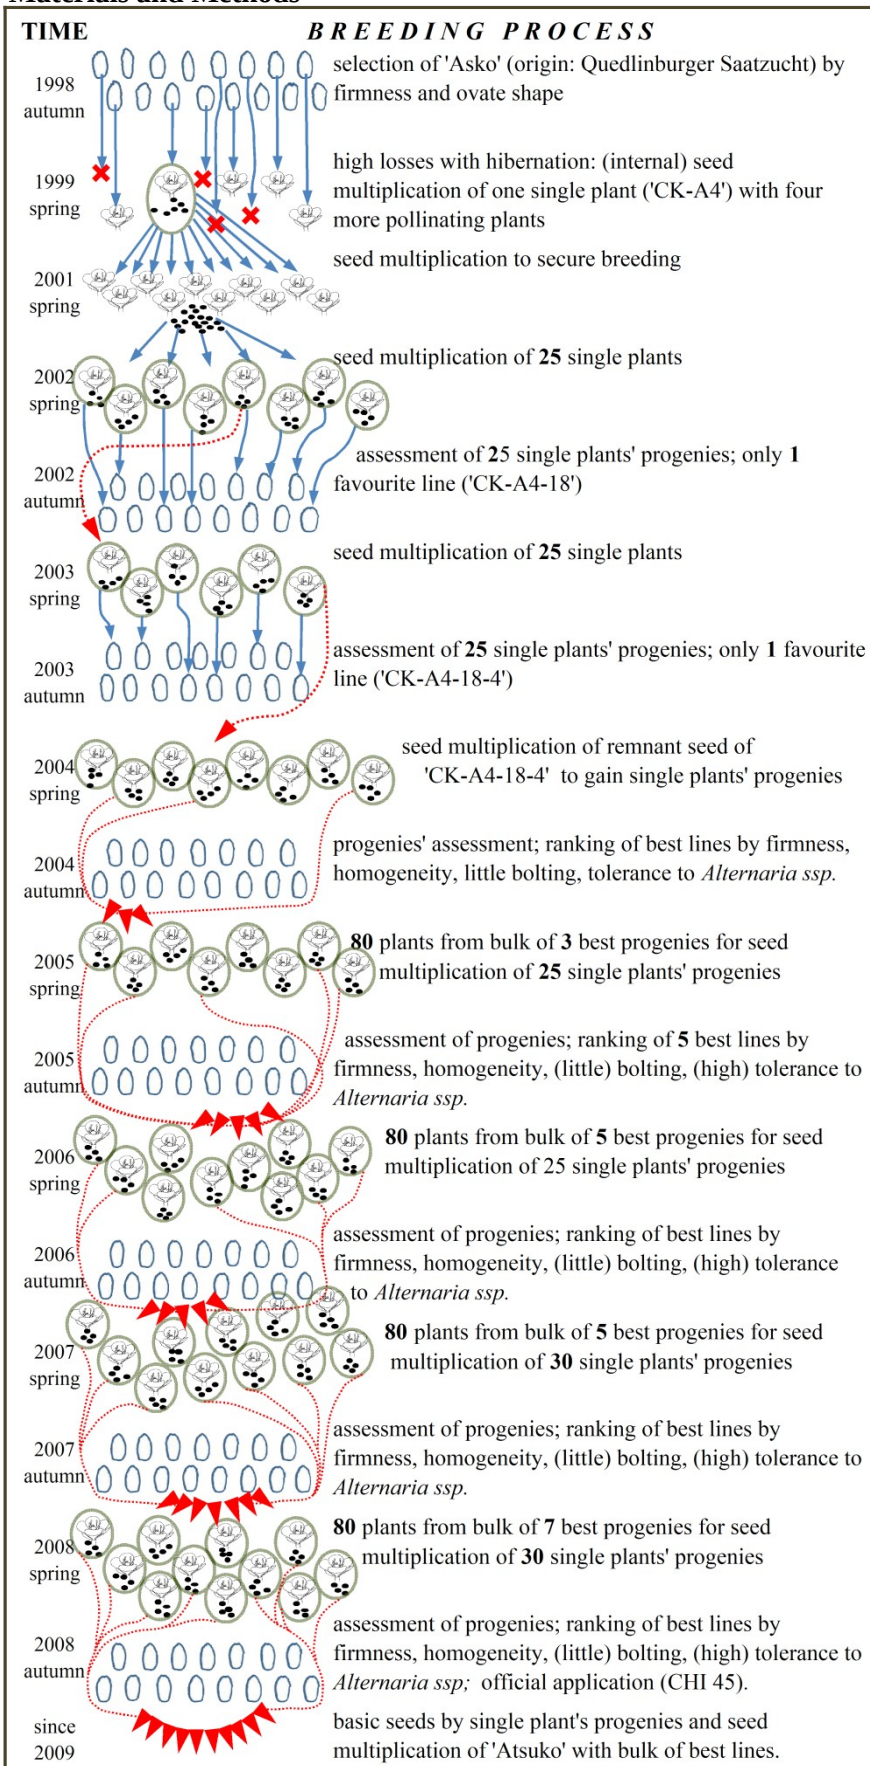 Materials and Methods
TIME BREEDING PROCESS
1998 autumn
selection of 'Asko' (origin: Quedlinburger Saatzucht) by
firmness and ovate shape
1999 spring
high losses with hibernation: (internal) seed
multiplication of one single plant ('CK-A4') with four
more pollinating plants
2001 spring
seed multiplication to secure breeding
2002 spring
seed multiplication of 25 single plants
2002 autumn
assessment of 25 single plants' progenies; only 1
favourite line ('CK-A4-18')
2003 spring
seed multiplication of 25 single plants
2003 autumn
assessment of 25 single plants' progenies; only 1 favourite
line ('CK-A4-18-4')
2004 spring
seed multiplication of remnant seed of
'CK-A4-18-4' to gain single plants' progenies
2004 autumn
progenies' assessment; ranking of best lines by firmness,
homogeneity, little bolting, tolerance to Alternaria ssp.
2005 spring
80 plants from bulk of 3 best progenies for seed
multiplication of 25 single plants' progenies
2005 autumn
assessment of progenies; ranking of 5 best lines by
firmness, homogeneity, (little) bolting, (high) tolerance to
Alternaria ssp.
2006 spring
80 plants from bulk of 5 best progenies for seed
multiplication of 25 single plants' progenies
2006 autumn
assessment of progenies; ranking of best lines by
firmness, homogeneity, (little) bolting, (high) tolerance
to Alternaria ssp.
2007 spring
80 plants from bulk of 5 best progenies for seed
multiplication of 30 single plants' progenies
2007 autumn
assessment of progenies; ranking of best lines by
firmness, homogeneity, (little) bolting, (high) tolerance to
Alternaria ssp.
2008 spring
80 plants from bulk of 7 best progenies for seed
multiplication of 30 single plants' progenies
2008 autumn
assessment of progenies; ranking of best lines by
firmness, homogeneity, (little) bolting, (high) tolerance to
Alternaria ssp; official application (CHI 45).
since 2009
basic seeds by single plant's progenies and seed
multiplication of 'Atsuko' with bulk of best lines.